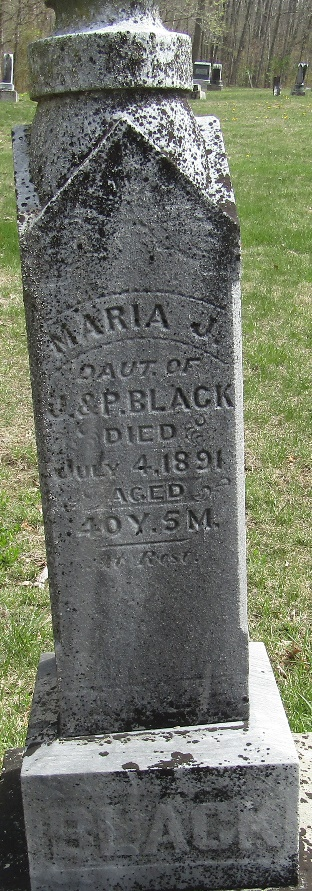 MARIA J.
DAUT. OF
J. & P. BLACK
DIED
JULY 4, 1891
AGED
40 Y. 5 M.
At Rest.
BLACK